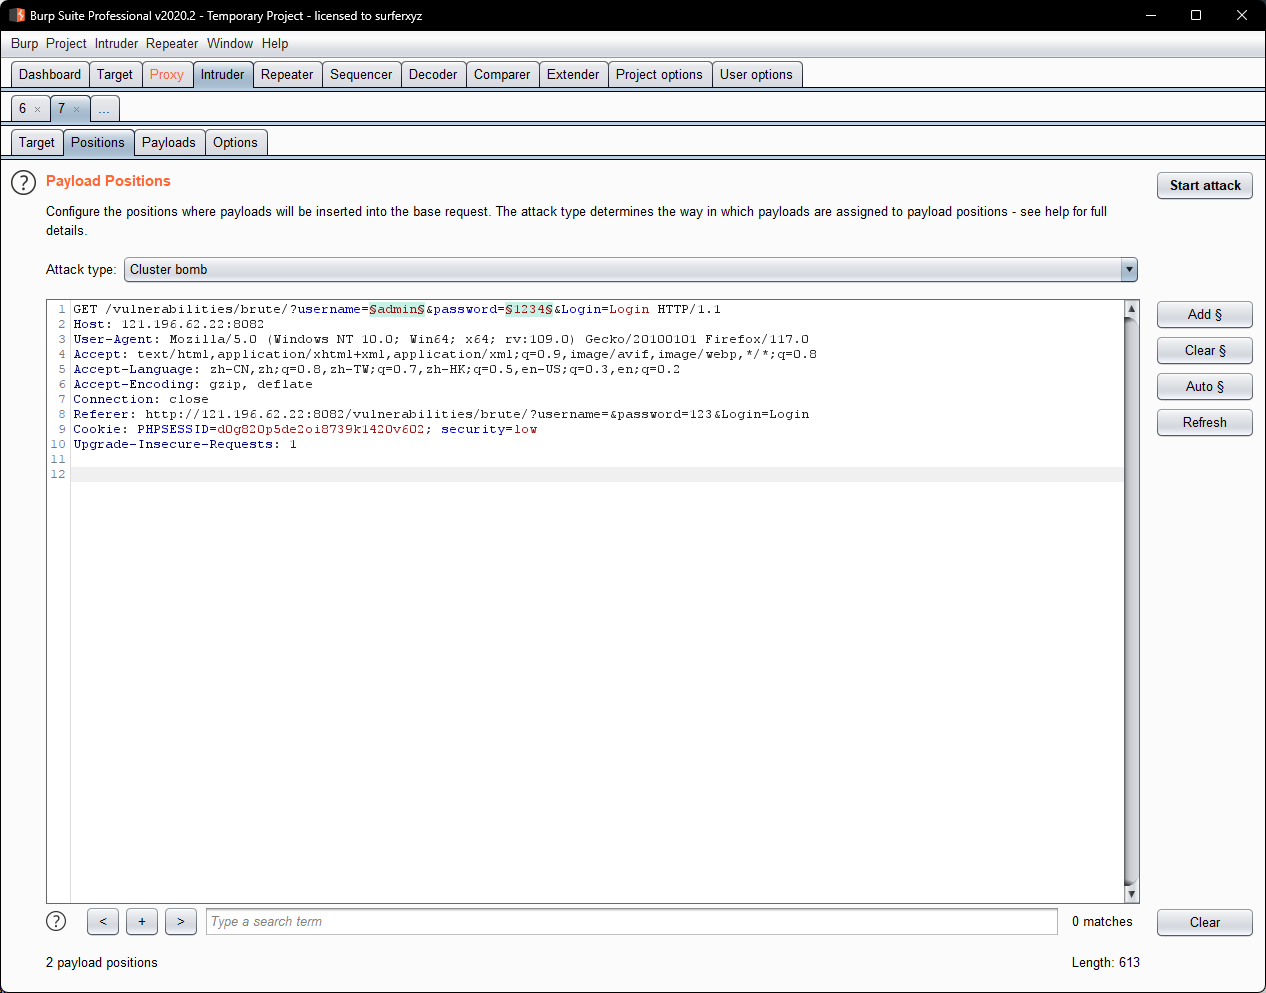 Burp Suite Professional v2020.2 - Temporary Project - licensed to surferxyz
Burp Project Intruder Repeater Window Help
Dashboard Target Proxy Intruder Repeater Sequencer Decoder Comparer Extender Project options User options
6 × 7 × ...
Target Positions Payloads Options
? Payload Positions
Start attack
Configure the positions where payloads will be inserted into the base request. The attack type determines the way in which payloads are assigned to payload positions - see help for full
details.
Attack type: Cluster bomb
1 GET /vulnerabilities/brute/?username=§admin§&password=§1234§&Login=Login HTTP/1.1
2 Host: 121.196.62.22:8082
3 User-Agent: Mozilla/5.0 (Windows NT 10.0; Win64; x64; rv:109.0) Gecko/20100101 Firefox/117.0
4 Accept: text/html,application/xhtml+xml,application/xml;q=0.9,image/avif,image/webp,*/*;q=0.8
5 Accept-Language: zh-CN,zh;q=0.8,zh-TW;q=0.7,zh-HK;q=0.5,en-US;q=0.3,en;q=0.2
6 Accept-Encoding: gzip, deflate
7 Connection: close
8 Referer: http://121.196.62.22:8082/vulnerabilities/brute/?username=&password=123&Login=Login
9 Cookie: PHPSESSID=d0g820p5de2oi8739k1420v602; security=low
10 Upgrade-Insecure-Requests: 1
11
12
Add §
Clear §
Auto §
Refresh
? < + > Type a search term 0 matches Clear
2 payload positions Length: 613